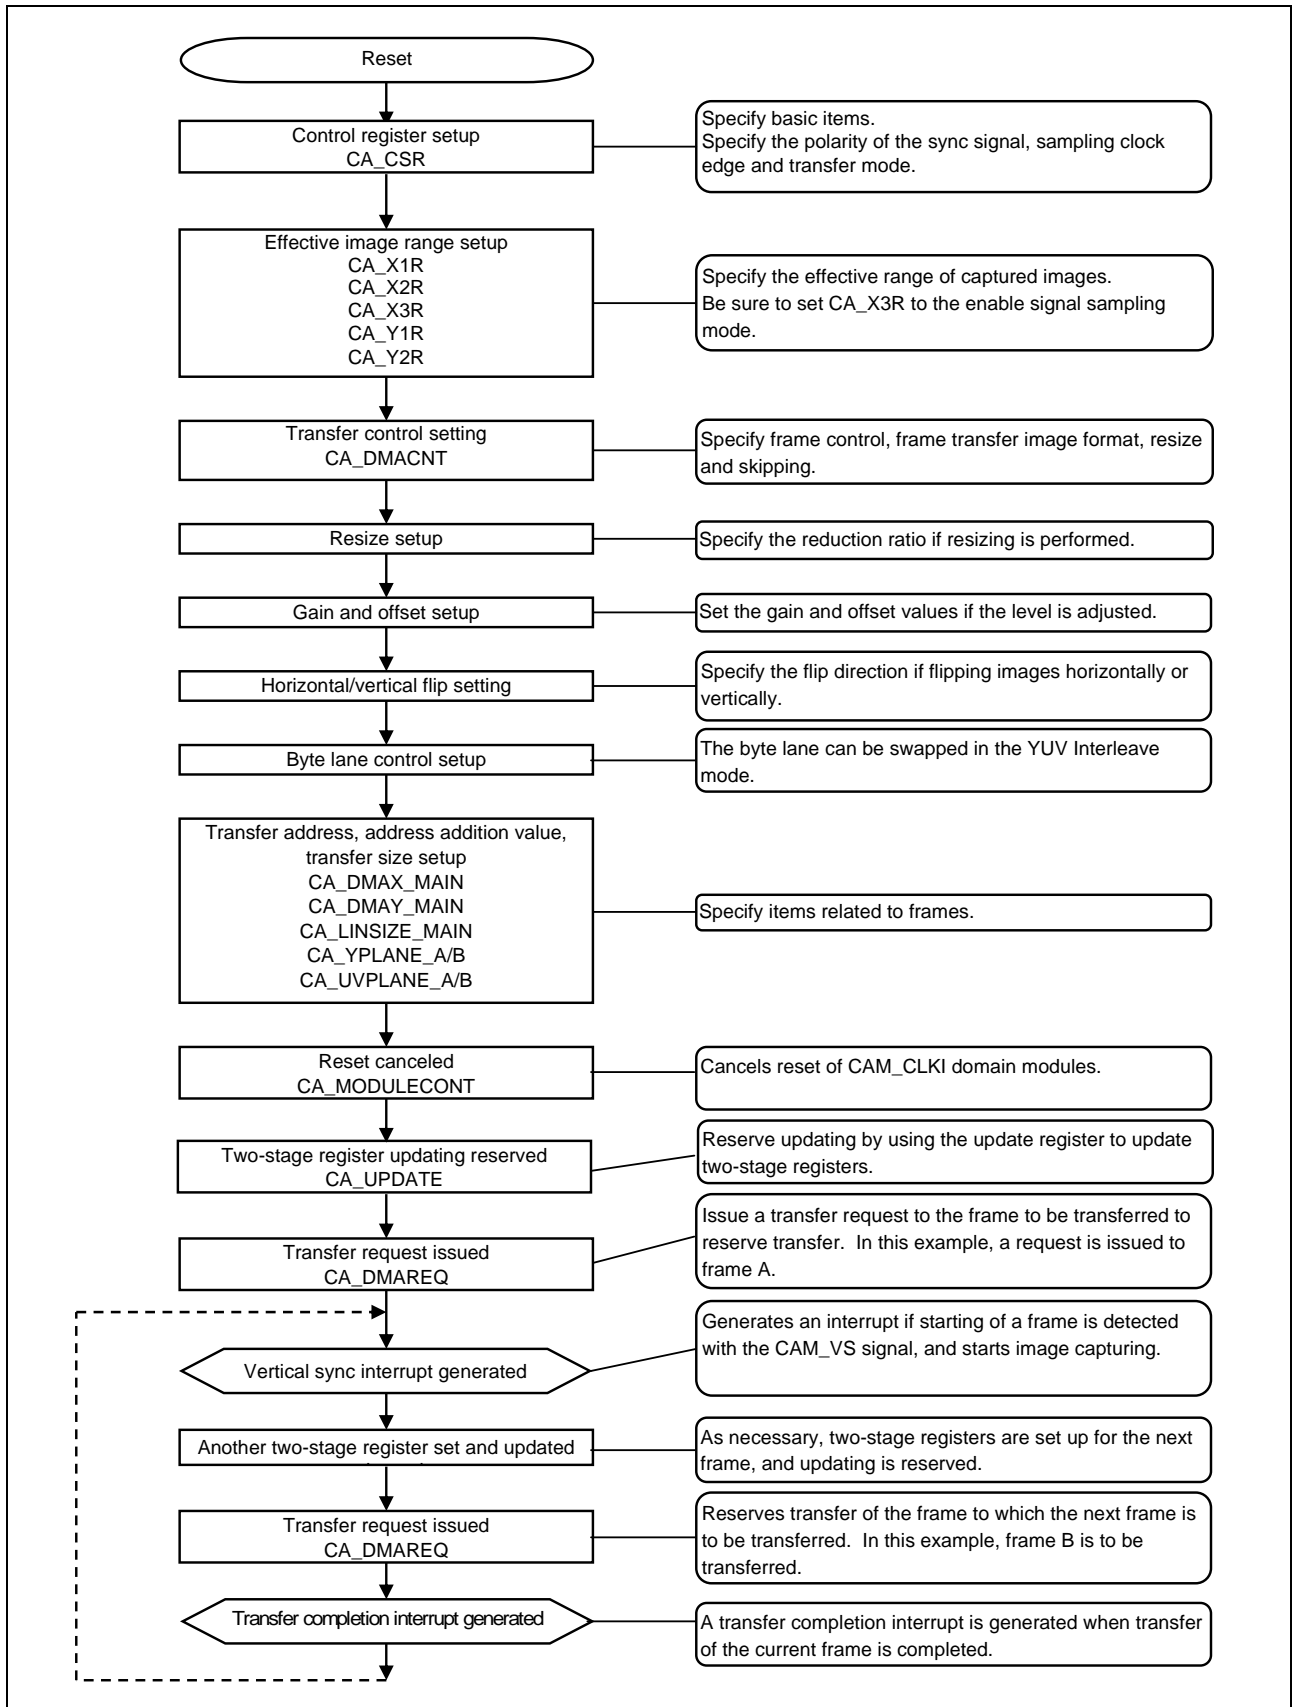 Reset
Control register setup
CA_CSR
Specify basic items.
Specify the polarity of the sync signal, sampling clock
edge and transfer mode.
Effective image range setup
CA_X1R
CA_X2R
CA_X3R
CA_Y1R
CA_Y2R
Specify the effective range of captured images.
Be sure to set CA_X3R to the enable signal sampling
mode.
Transfer control setting
CA_DMACNT
Specify frame control, frame transfer image format, resize
and skipping.
Resize setup
Specify the reduction ratio if resizing is performed.
Gain and offset setup
Set the gain and offset values if the level is adjusted.
Horizontal/vertical flip setting
Specify the flip direction if flipping images horizontally or
vertically.
Byte lane control setup
The byte lane can be swapped in the YUV Interleave
mode.
Transfer address, address addition value,
transfer size setup
CA_DMAX_MAIN
CA_DMAY_MAIN
CA_LINSIZE_MAIN
CA_YPLANE_A/B
CA_UVPLANE_A/B
Specify items related to frames.
Reset canceled
CA_MODULECONT
Cancels reset of CAM_CLKI domain modules.
Two-stage register updating reserved
CA_UPDATE
Reserve updating by using the update register to update
two-stage registers.
Transfer request issued
CA_DMAREQ
Issue a transfer request to the frame to be transferred to
reserve transfer.  In this example, a request is issued to
frame A.
Vertical sync interrupt generated
Generates an interrupt if starting of a frame is detected
with the CAM_VS signal, and starts image capturing.
Another two-stage register set and updated
As necessary, two-stage registers are set up for the next
frame, and updating is reserved.
Transfer request issued
CA_DMAREQ
Reserves transfer of the frame to which the next frame is
to be transferred.  In this example, frame B is to be
transferred.
Transfer completion interrupt generated
A transfer completion interrupt is generated when transfer
of the current frame is completed.